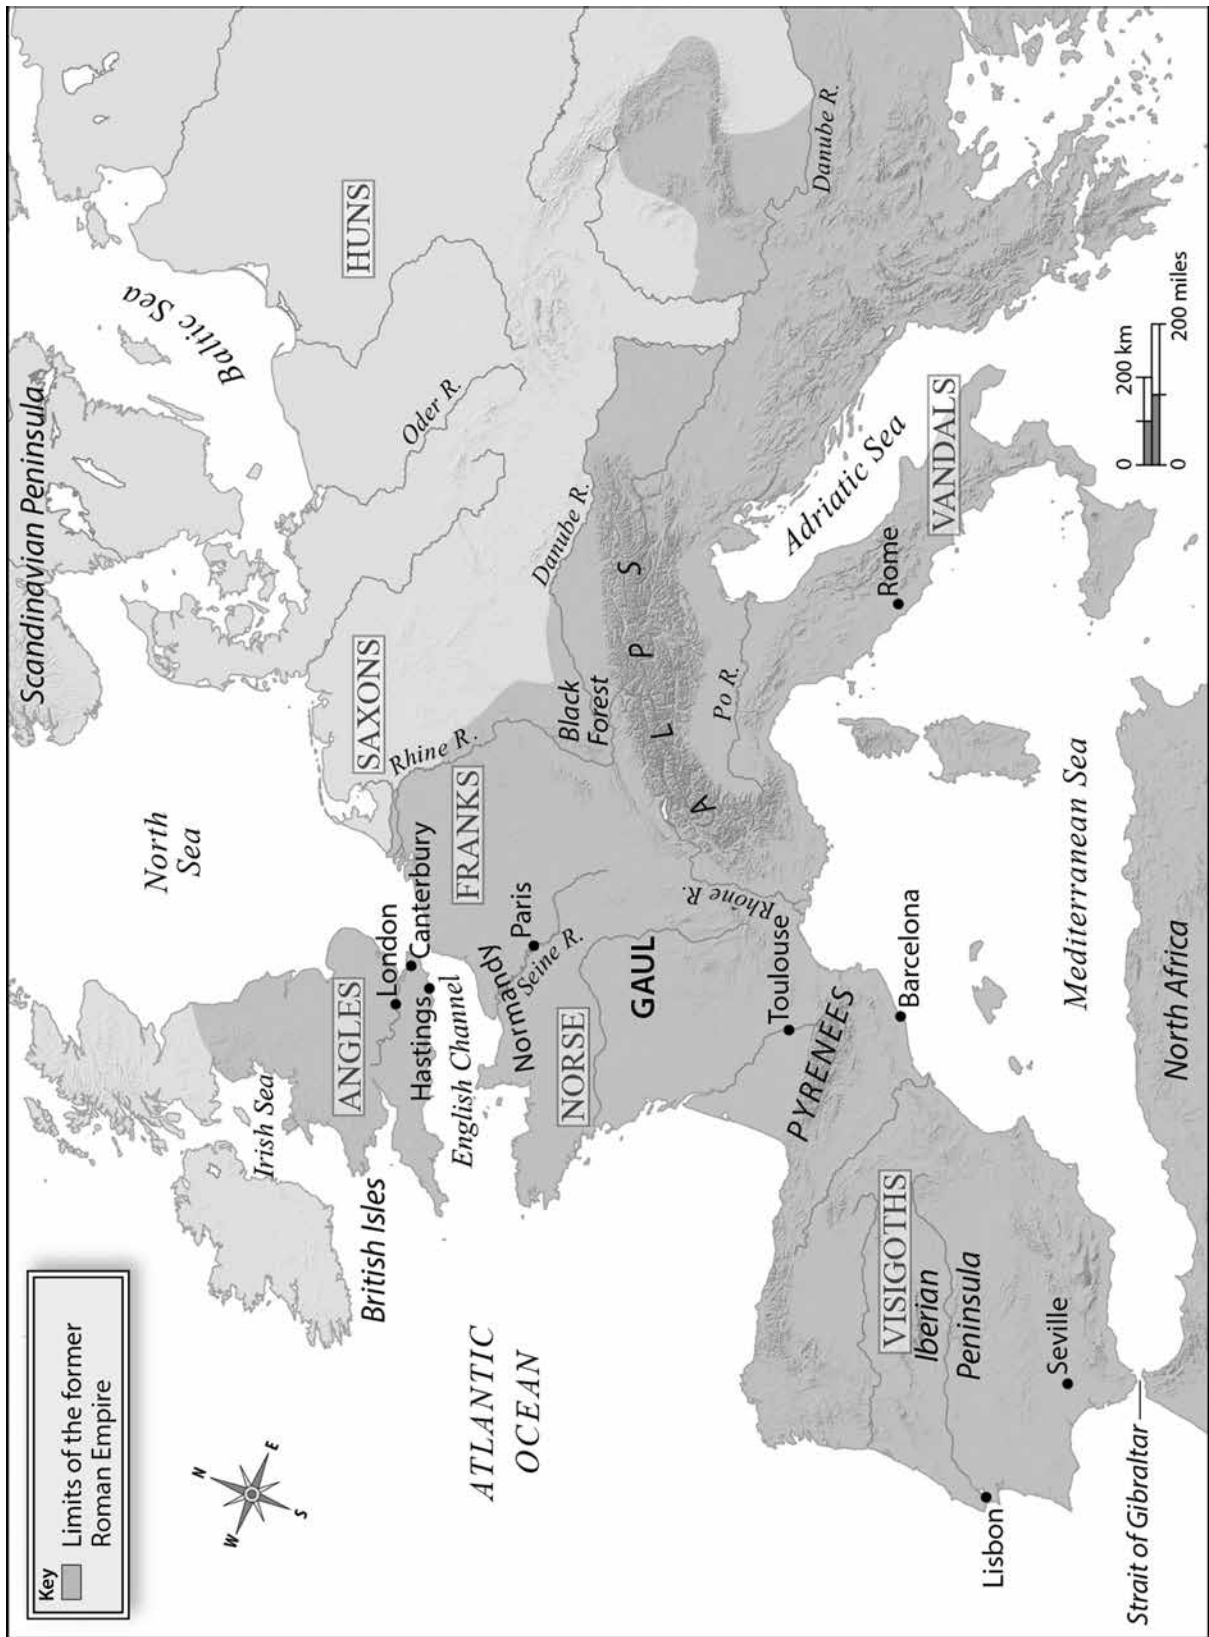 Key
Limits of the former
Roman Empire
N
E
S
W
Scandinavian Peninsula
North
Sea
Baltic Sea
HUNS
Irish Sea
British Isles
ANGLES
London
Canterbury
Hastings
English Channel
SAXONS
Rhine R.
Oder R.
FRANKS
ATLANTIC
OCEAN
Normandy
Paris
Seine R.
NORSE
GAUL
Black
Forest
Danube R.
ALPS
Po R.
Rhône R.
Danube R.
Toulouse
PYRENEES
Barcelona
Adriatic Sea
Rome
VANDALS
VISIGOTHS
Iberian
Peninsula
Lisbon
Seville
Strait of Gibraltar
Mediterranean Sea
North Africa
0 200 km
0 200 miles